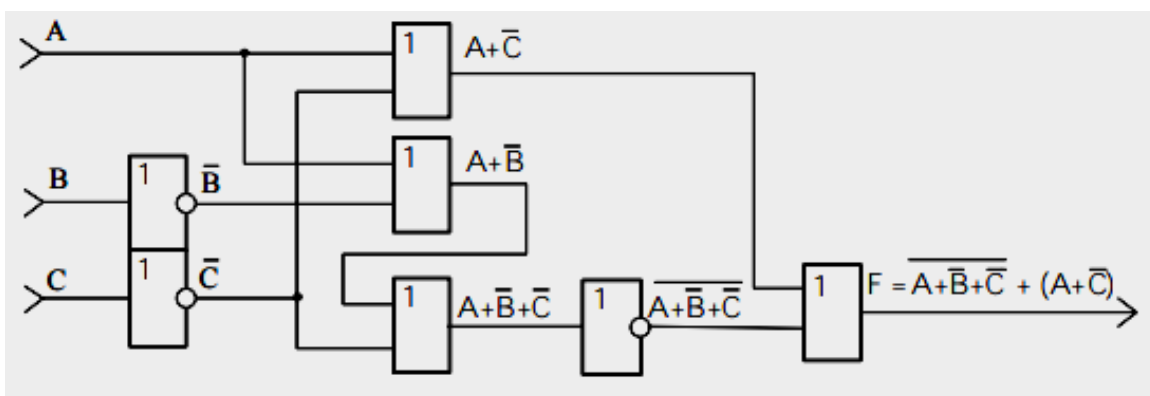 A
1
A+C̅
1
A+B̅
B
1
B̅
C
1
C̅
1
A+B̅+C̅
1
A̅+̅B̅̅+̅C̅̅
1
F = A̅+̅B̅̅+̅C̅̅ + (A+C̅)